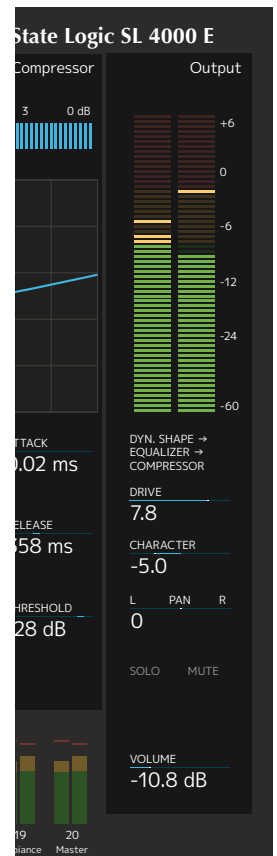 State Logic SL 4000 E
Compressor
Output
3 0 dB
+6
0
-6
-12
-24
-60
DYN. SHAPE →
EQUALIZER →
COMPRESSOR
DRIVE
7.8
CHARACTER
-5.0
L PAN R
0
SOLO MUTE
VOLUME
-10.8 dB
TTACK
0.02 ms
ELEASE
358 ms
HRESHOLD
28 dB
19
20
Master